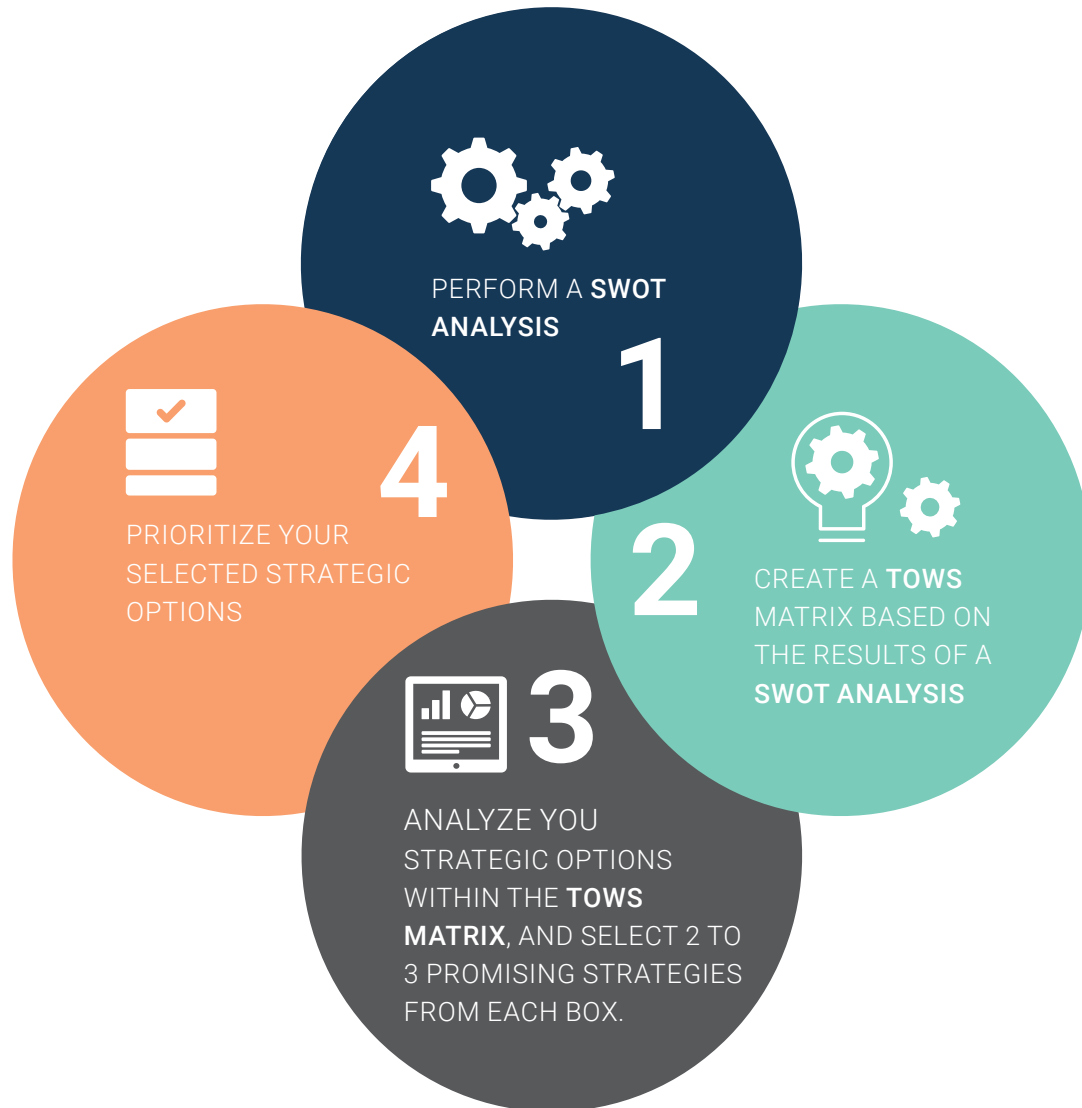 PERFORM A SWOT
ANALYSIS
1
2
CREATE A TOWS
MATRIX BASED ON
THE RESULTS OF A
SWOT ANALYSIS
3
ANALYZE YOU
STRATEGIC OPTIONS
WITHIN THE TOWS
MATRIX, AND SELECT 2 TO
3 PROMISING STRATEGIES
FROM EACH BOX.
4
PRIORITIZE YOUR
SELECTED STRATEGIC
OPTIONS